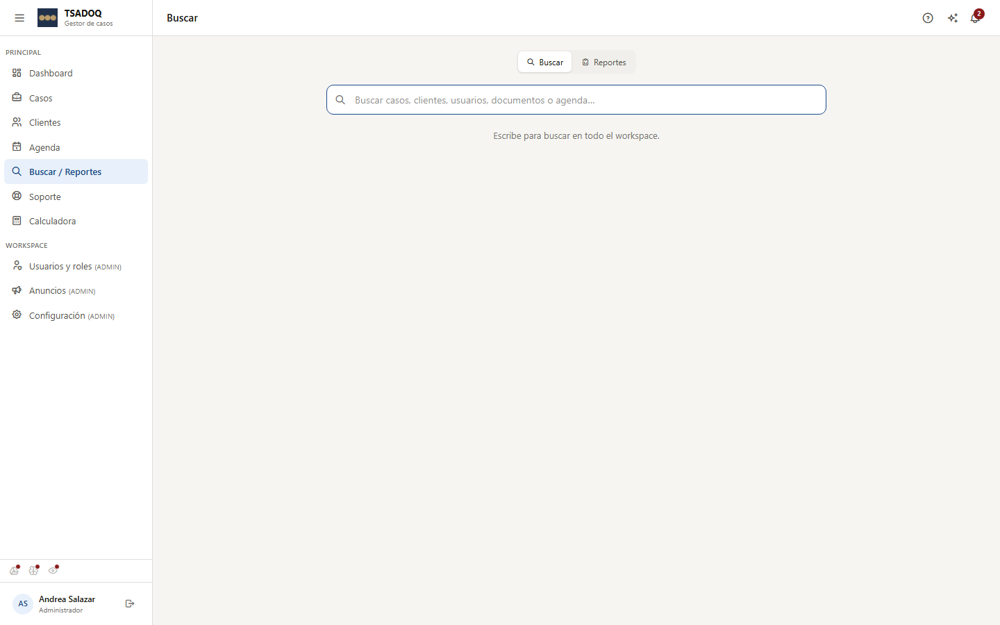 TSADOQ
Gestor de casos
Buscar
2
PRINCIPAL
Dashboard
Casos
Clientes
Agenda
Buscar / Reportes
Soporte
Calculadora
WORKSPACE
Usuarios y roles (ADMIN)
Anuncios (ADMIN)
Configuración (ADMIN)
AS
Andrea Salazar
Administrador
Buscar
Reportes
Buscar casos, clientes, usuarios, documentos o agenda...
Escribe para buscar en todo el workspace.